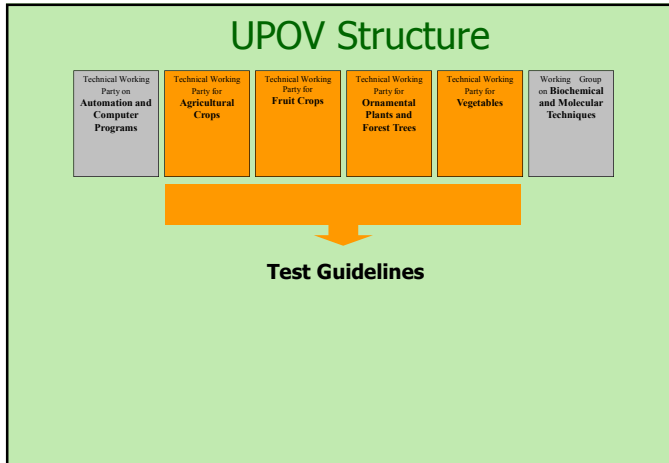 UPOV Structure
Technical Working
Party on
Automation and
Computer
Programs
Technical Working
Party for
Agricultural
Crops
Technical Working
Party for
Fruit Crops
Technical Working
Party for
Ornamental
Plants and
Forest Trees
Technical Working
Party for
Vegetables
Working Group
on Biochemical
and Molecular
Techniques
Test Guidelines